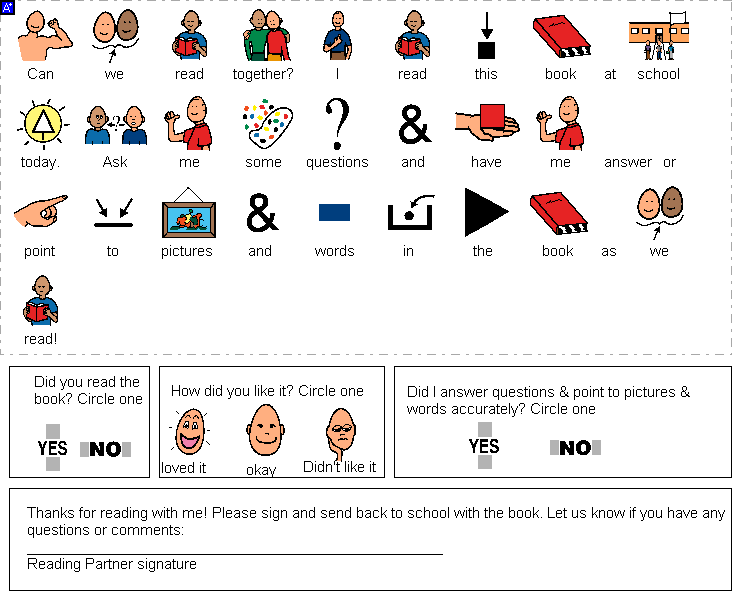 Can we read together? I read this book at school
today. Ask me some questions and have me answer or
point to pictures and words in the book as we
read!
Did you read the
book? Circle one
YES NO
How did you like it? Circle one
loved it okay Didn't like it
Did I answer questions & point to pictures &
words accurately? Circle one
YES NO
Thanks for reading with me! Please sign and send back to school with the book. Let us know if you have any
questions or comments:
Reading Partner signature